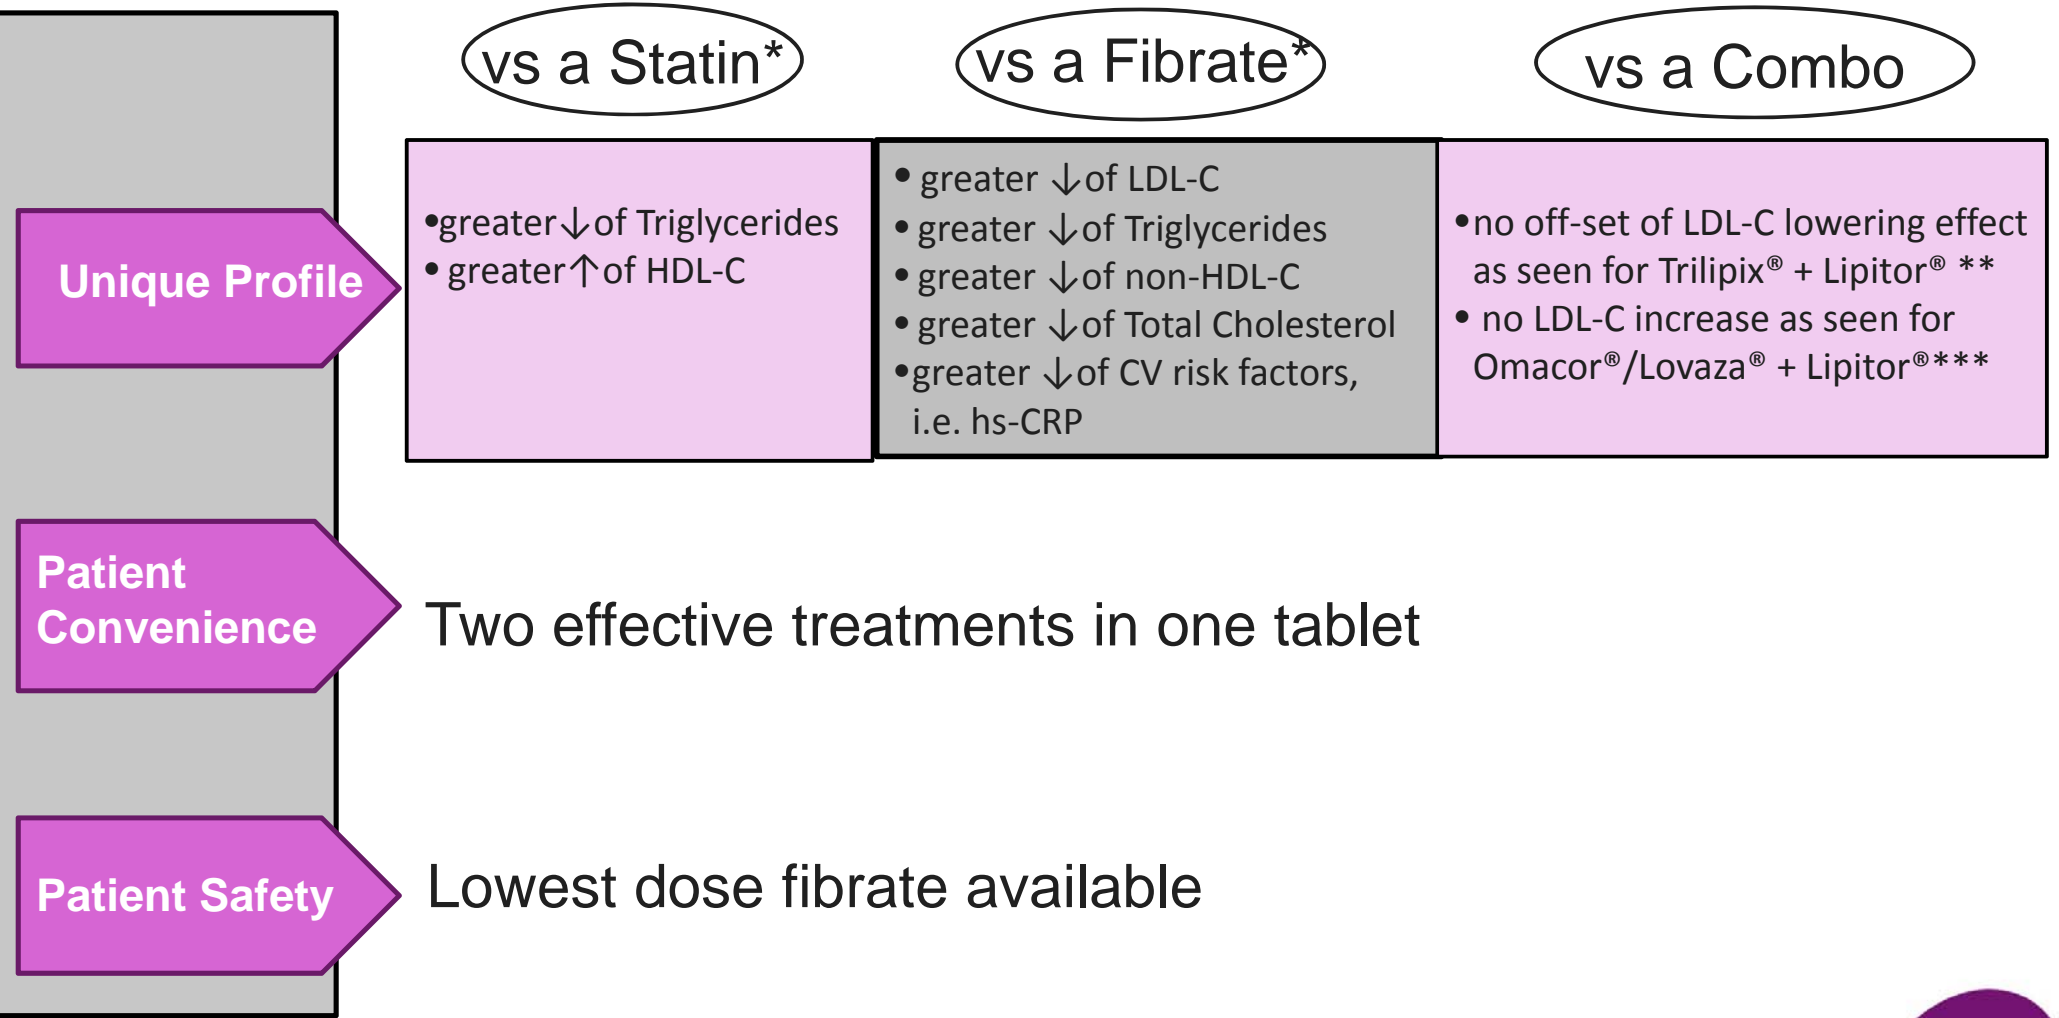 vs a Statin*
vs a Fibrate*
vs a Combo
Unique Profile
•greater↓of Triglycerides
• greater↑of HDL-C
• greater ↓of LDL-C
• greater ↓of Triglycerides
• greater ↓of non-HDL-C
• greater ↓of Total Cholesterol
•greater ↓of CV risk factors,
i.e. hs-CRP
•no off-set of LDL-C lowering effect
as seen for Trilipix® + Lipitor® **
• no LDL-C increase as seen for
Omacor®/Lovaza® + Lipitor®***
Patient
Convenience
Two effective treatments in one tablet
Patient Safety
Lowest dose fibrate available